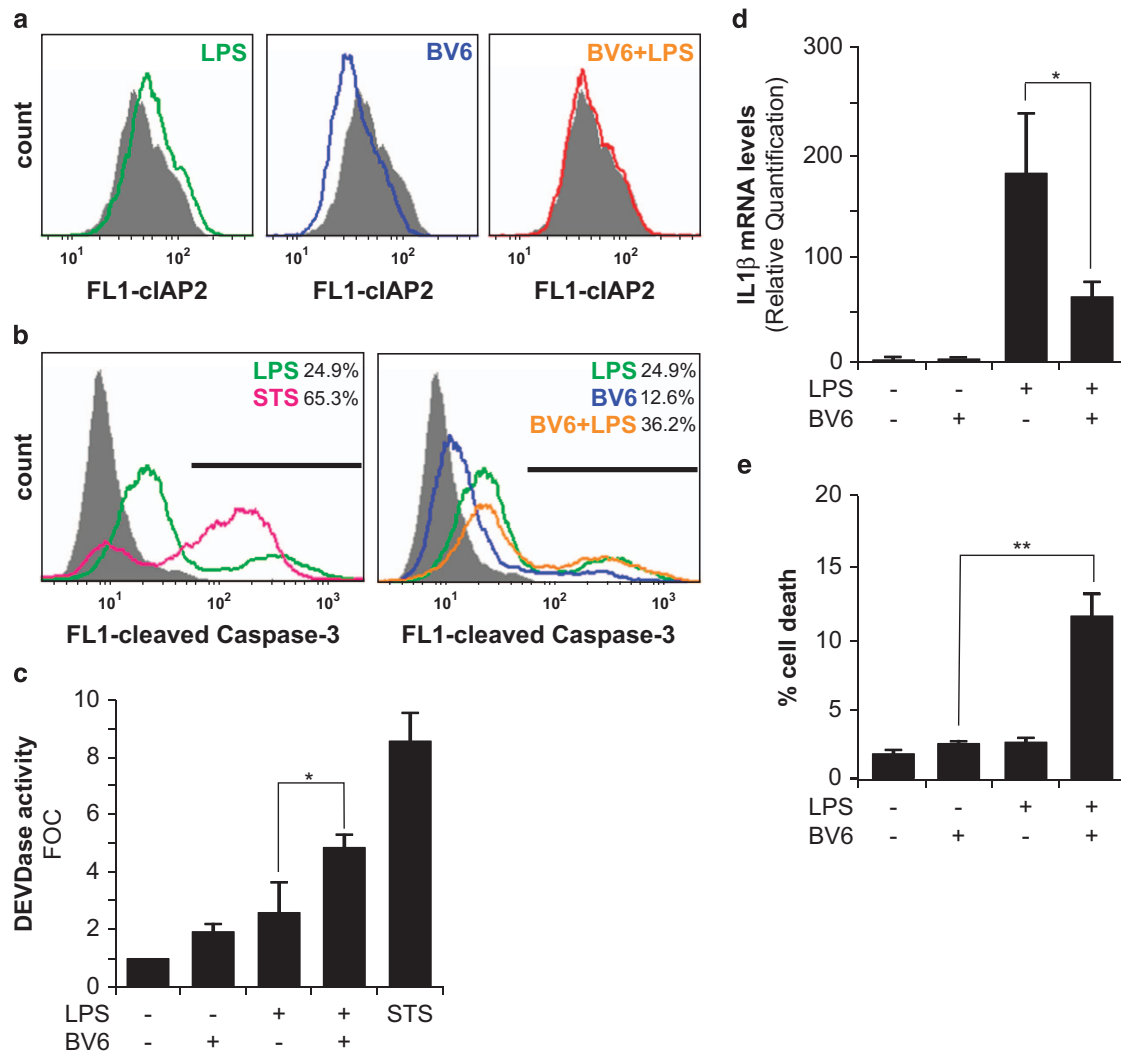 a
LPS
BV6
BV6+LPS
count
10¹ 10²
10¹ 10²
10¹ 10²
FL1-cIAP2
FL1-cIAP2
FL1-cIAP2
b
LPS 24.9%
STS 65.3%
LPS 24.9%
BV6 12.6%
BV6+LPS 36.2%
count
10¹ 10² 10³
10¹ 10² 10³
FL1-cleaved Caspase-3
FL1-cleaved Caspase-3
c
DEVDase activity
FOC
10
8
6
4
2
0
*
LPS - - + + STS
BV6 - + - +
d
IL1β mRNA levels
(Relative Quantification)
300
200
100
0
*
LPS - - + +
BV6 - + - +
e
% cell death
20
15
10
5
0
**
LPS - - + +
BV6 - + - +